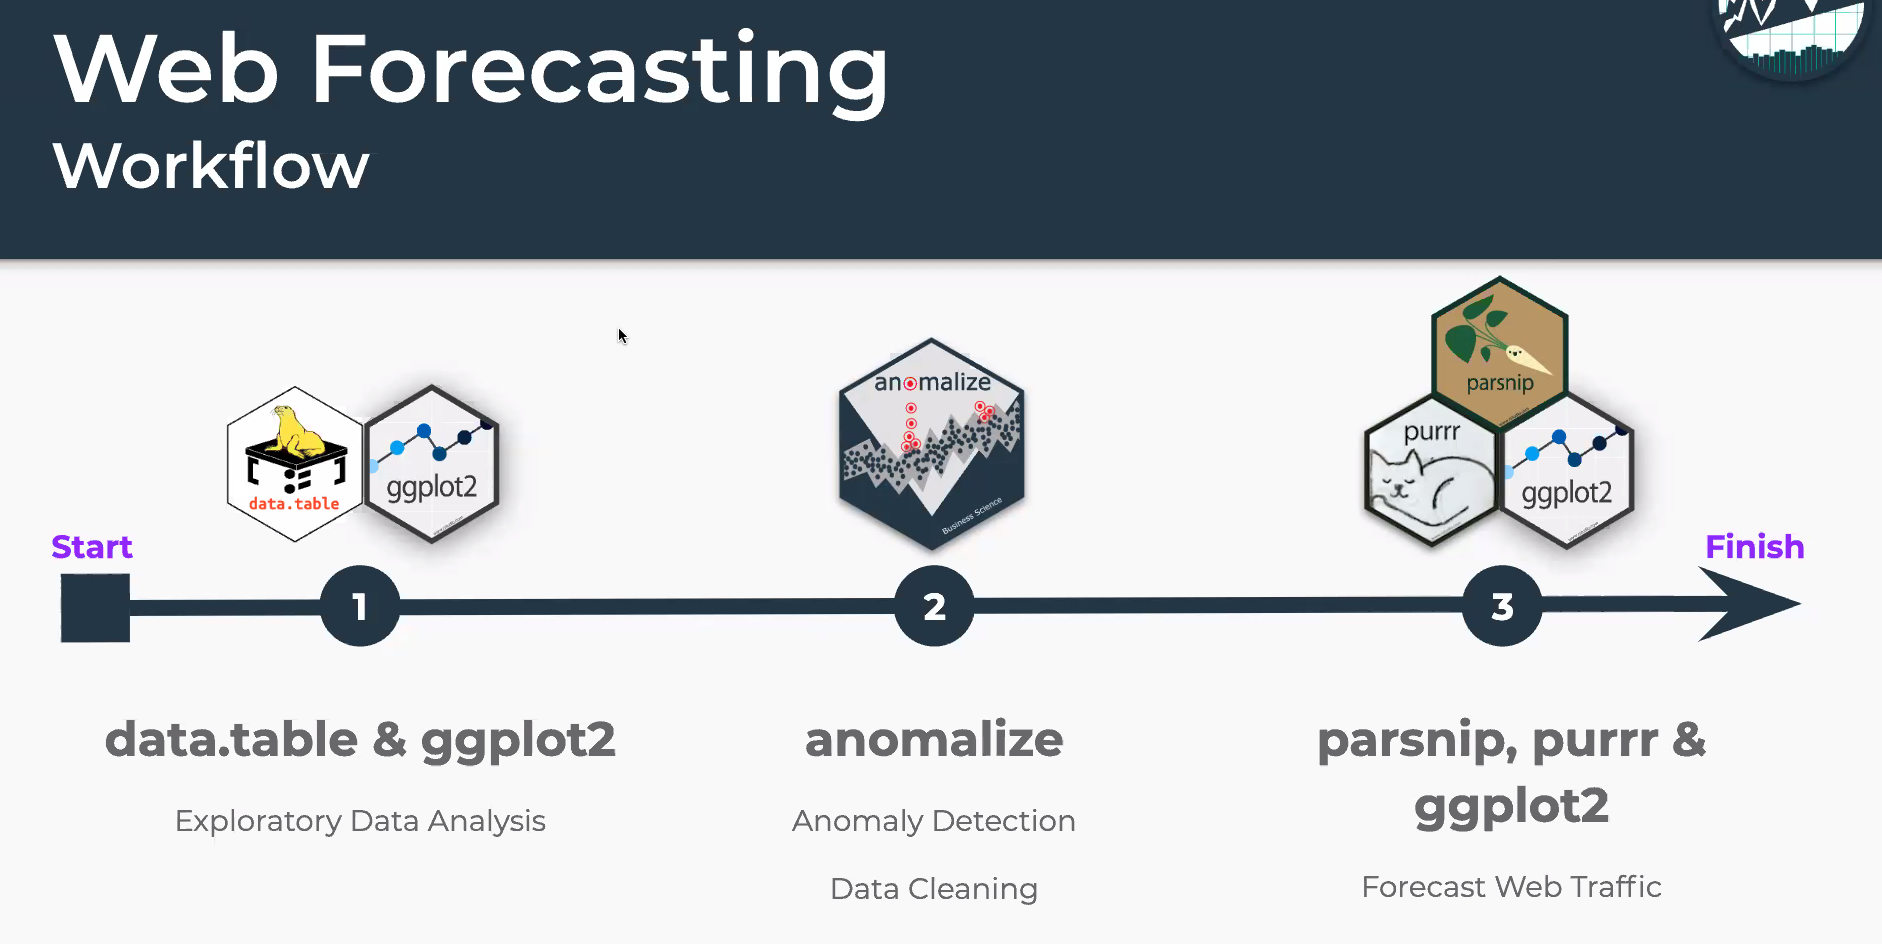 Web Forecasting
Workflow
anomalize
parsnip
purrr
ggplot2
data.table
ggplot2
Business Science
Start
Finish
1
2
3
data.table & ggplot2
anomalize
parsnip, purrr &
ggplot2
Exploratory Data Analysis
Anomaly Detection
Data Cleaning
Forecast Web Traffic